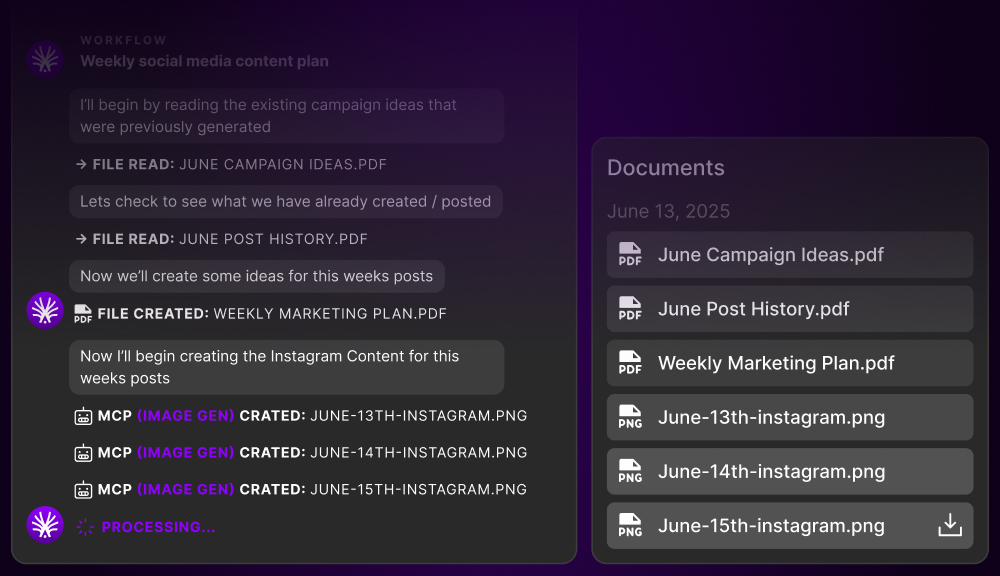 WORKFLOW
Weekly social media content plan
I'll begin by reading the existing campaign ideas that
were previously generated
→ FILE READ: JUNE CAMPAIGN IDEAS.PDF
Lets check to see what we have already created / posted
→ FILE READ: JUNE POST HISTORY.PDF
Now we'll create some ideas for this weeks posts
PDF FILE CREATED: WEEKLY MARKETING PLAN.PDF
Now I'll begin creating the Instagram Content for this
weeks posts
MCP (IMAGE GEN) CRATED: JUNE-13TH-INSTAGRAM.PNG
MCP (IMAGE GEN) CRATED: JUNE-14TH-INSTAGRAM.PNG
MCP (IMAGE GEN) CRATED: JUNE-15TH-INSTAGRAM.PNG
PROCESSING...
Documents
June 13, 2025
PDF June Campaign Ideas.pdf
PDF June Post History.pdf
PDF Weekly Marketing Plan.pdf
PNG June-13th-instagram.png
PNG June-14th-instagram.png
PNG June-15th-instagram.png